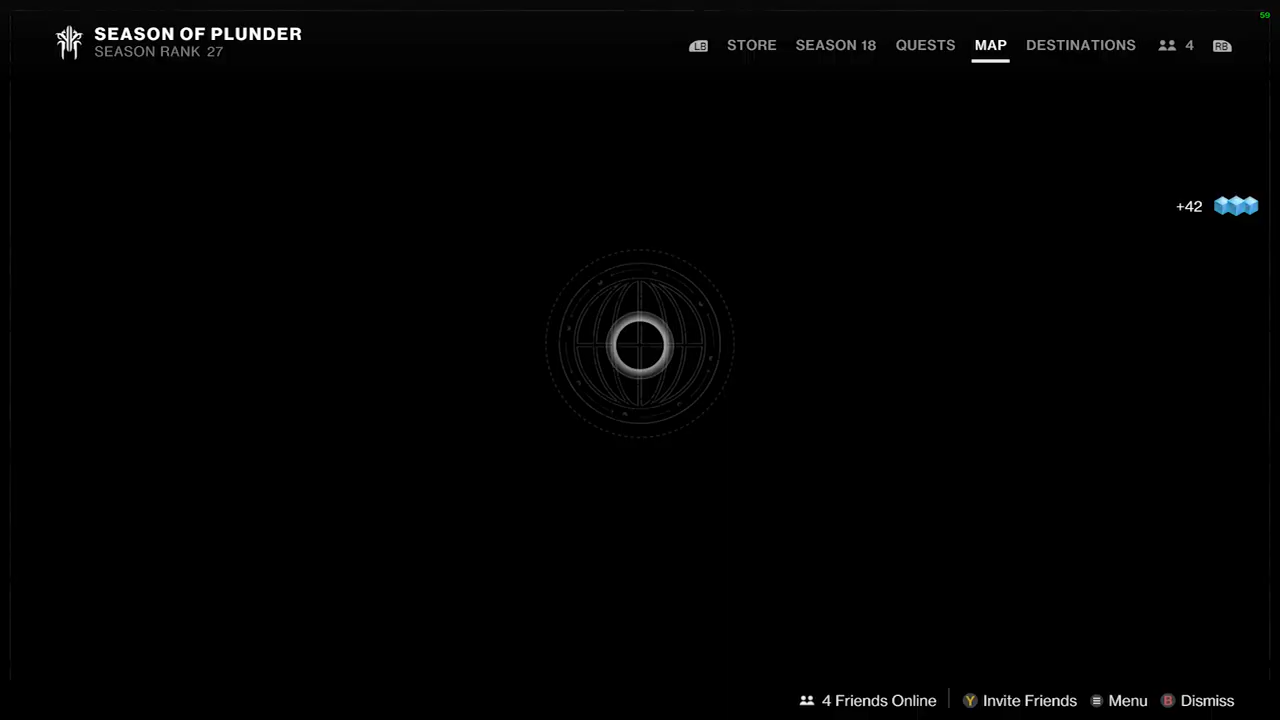 59
SEASON OF PLUNDER
SEASON RANK 27
LB STORE SEASON 18 QUESTS MAP DESTINATIONS 4 RB
+42
4 Friends Online Y Invite Friends Menu B Dismiss